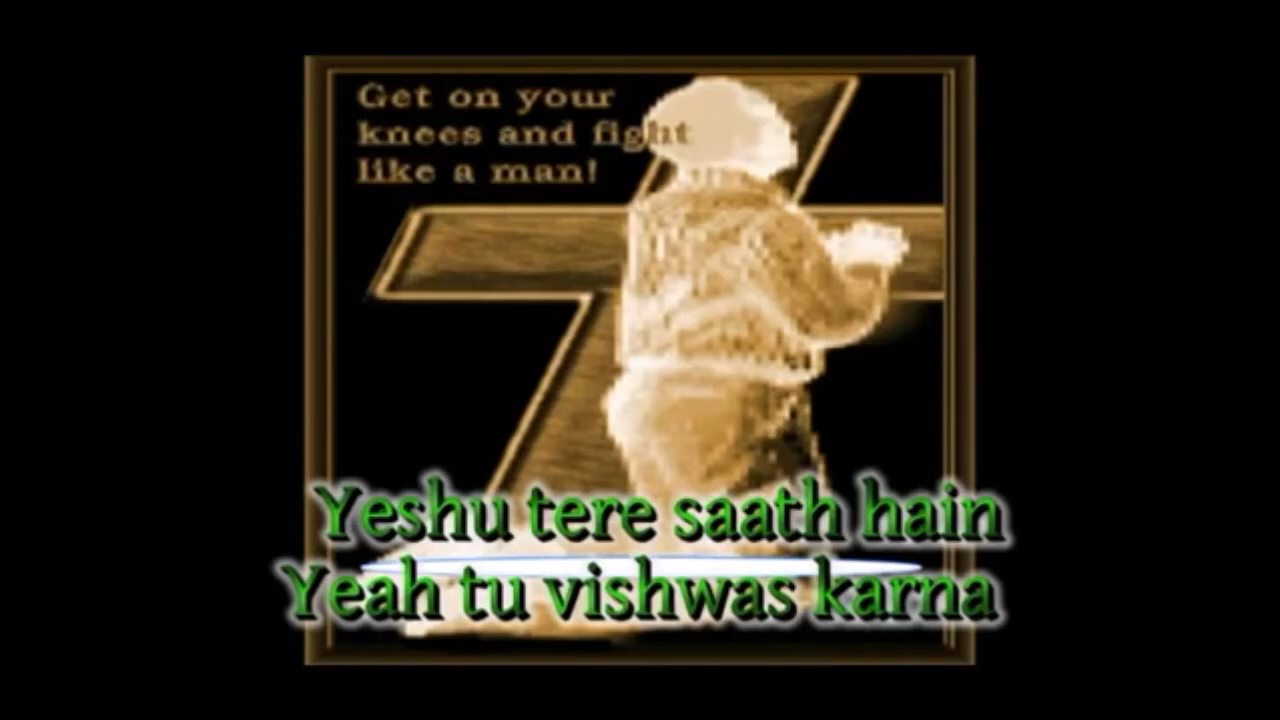 Get on your
knees and fight
like a man!
Yeshu tere saath hain
Yeah tu vishwas karna